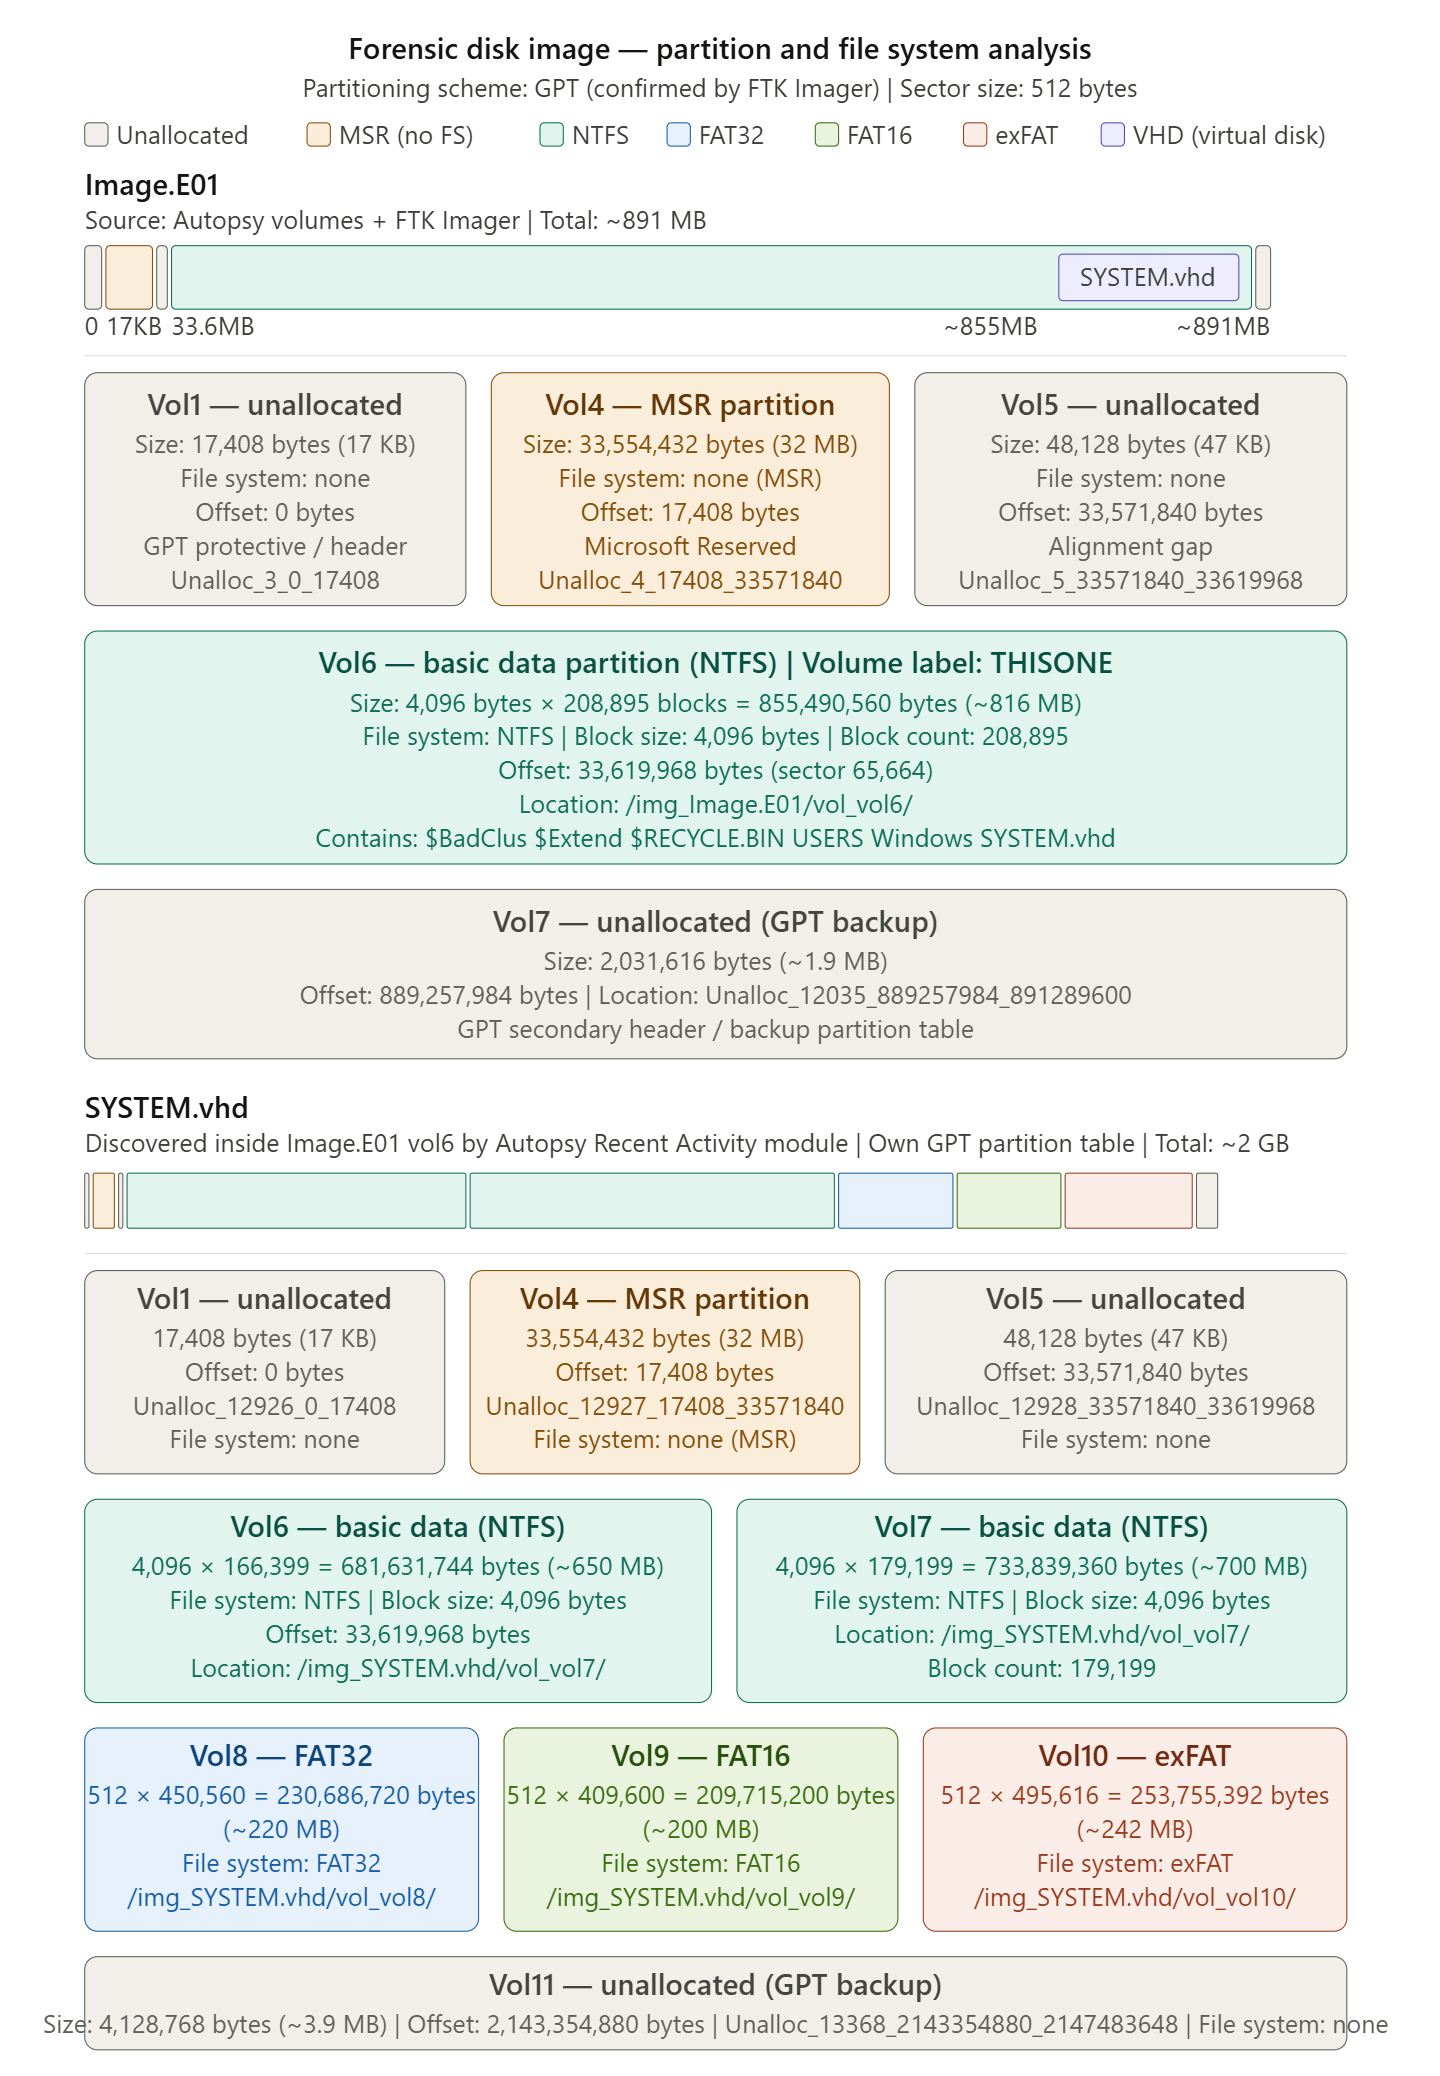 Forensic disk image — partition and file system analysis
Partitioning scheme: GPT (confirmed by FTK Imager) | Sector size: 512 bytes
Unallocated MSR (no FS) NTFS FAT32 FAT16 exFAT VHD (virtual disk)
Image.E01
Source: Autopsy volumes + FTK Imager | Total: ~891 MB
SYSTEM.vhd
0 17KB 33.6MB ~855MB ~891MB
Vol1 — unallocated
Size: 17,408 bytes (17 KB)
File system: none
Offset: 0 bytes
GPT protective / header
Unalloc_3_0_17408
Vol4 — MSR partition
Size: 33,554,432 bytes (32 MB)
File system: none (MSR)
Offset: 17,408 bytes
Microsoft Reserved
Unalloc_4_17408_33571840
Vol5 — unallocated
Size: 48,128 bytes (47 KB)
File system: none
Offset: 33,571,840 bytes
Alignment gap
Unalloc_5_33571840_33619968
Vol6 — basic data partition (NTFS) | Volume label: THISONE
Size: 4,096 bytes × 208,895 blocks = 855,490,560 bytes (~816 MB)
File system: NTFS | Block size: 4,096 bytes | Block count: 208,895
Offset: 33,619,968 bytes (sector 65,664)
Location: /img_Image.E01/vol_vol6/
Contains: $BadClus $Extend $RECYCLE.BIN USERS Windows SYSTEM.vhd
Vol7 — unallocated (GPT backup)
Size: 2,031,616 bytes (~1.9 MB)
Offset: 889,257,984 bytes | Location: Unalloc_12035_889257984_891289600
GPT secondary header / backup partition table
SYSTEM.vhd
Discovered inside Image.E01 vol6 by Autopsy Recent Activity module | Own GPT partition table | Total: ~2 GB
Vol1 — unallocated
17,408 bytes (17 KB)
Offset: 0 bytes
Unalloc_12926_0_17408
File system: none
Vol4 — MSR partition
33,554,432 bytes (32 MB)
Offset: 17,408 bytes
Unalloc_12927_17408_33571840
File system: none (MSR)
Vol5 — unallocated
48,128 bytes (47 KB)
Offset: 33,571,840 bytes
Unalloc_12928_33571840_33619968
File system: none
Vol6 — basic data (NTFS)
4,096 × 166,399 = 681,631,744 bytes (~650 MB)
File system: NTFS | Block size: 4,096 bytes
Offset: 33,619,968 bytes
Location: /img_SYSTEM.vhd/vol_vol7/
Vol7 — basic data (NTFS)
4,096 × 179,199 = 733,839,360 bytes (~700 MB)
File system: NTFS | Block size: 4,096 bytes
Location: /img_SYSTEM.vhd/vol_vol7/
Block count: 179,199
Vol8 — FAT32
512 × 450,560 = 230,686,720 bytes
(~220 MB)
File system: FAT32
/img_SYSTEM.vhd/vol_vol8/
Vol9 — FAT16
512 × 409,600 = 209,715,200 bytes
(~200 MB)
File system: FAT16
/img_SYSTEM.vhd/vol_vol9/
Vol10 — exFAT
512 × 495,616 = 253,755,392 bytes
(~242 MB)
File system: exFAT
/img_SYSTEM.vhd/vol_vol10/
Vol11 — unallocated (GPT backup)
Size: 4,128,768 bytes (~3.9 MB) | Offset: 2,143,354,880 bytes | Unalloc_13368_2143354880_2147483648 | File system: none